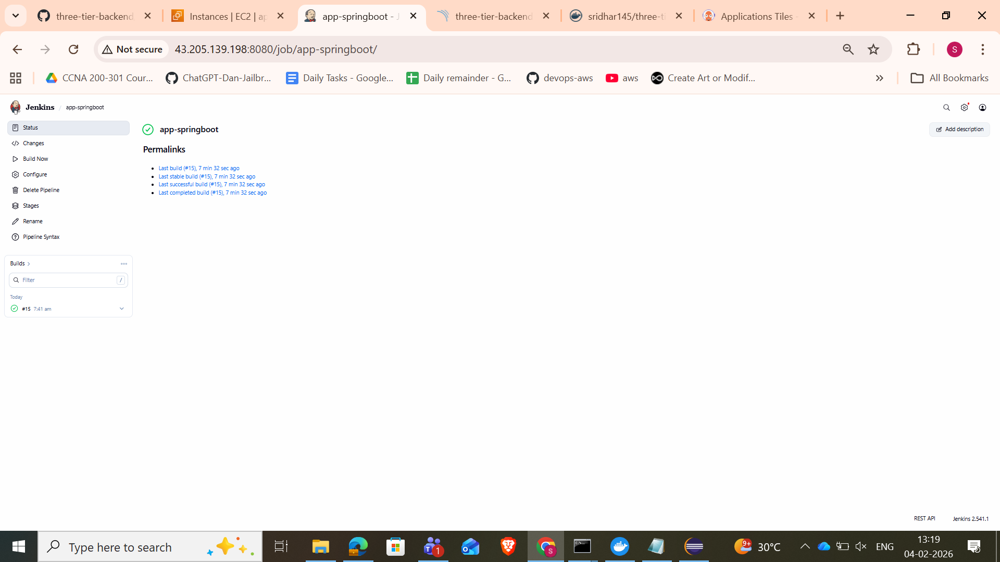 three-tier-backend
Instances | EC2 | ap
app-springboot - J
three-tier-backend
sridhar145/three-ti
Applications Tiles -
Not secure
43.205.139.198:8080/job/app-springboot/
S
CCNA 200-301 Cour...
ChatGPT-Dan-Jailbr...
Daily Tasks - Google...
Daily remainder - G...
devops-aws
aws
Create Art or Modif...
All Bookmarks
Jenkins / app-springboot
Status
Changes
Build Now
Configure
Delete Pipeline
Stages
Rename
Pipeline Syntax
Builds
Filter /
Today
#15 7:41 am
app-springboot
Add description
Permalinks
Last build (#15), 7 min 32 sec ago
Last stable build (#15), 7 min 32 sec ago
Last successful build (#15), 7 min 32 sec ago
Last completed build (#15), 7 min 32 sec ago
REST API
Jenkins 2.541.1
Type here to search
1
S
9+
30°C
ENG
13:19
04-02-2026